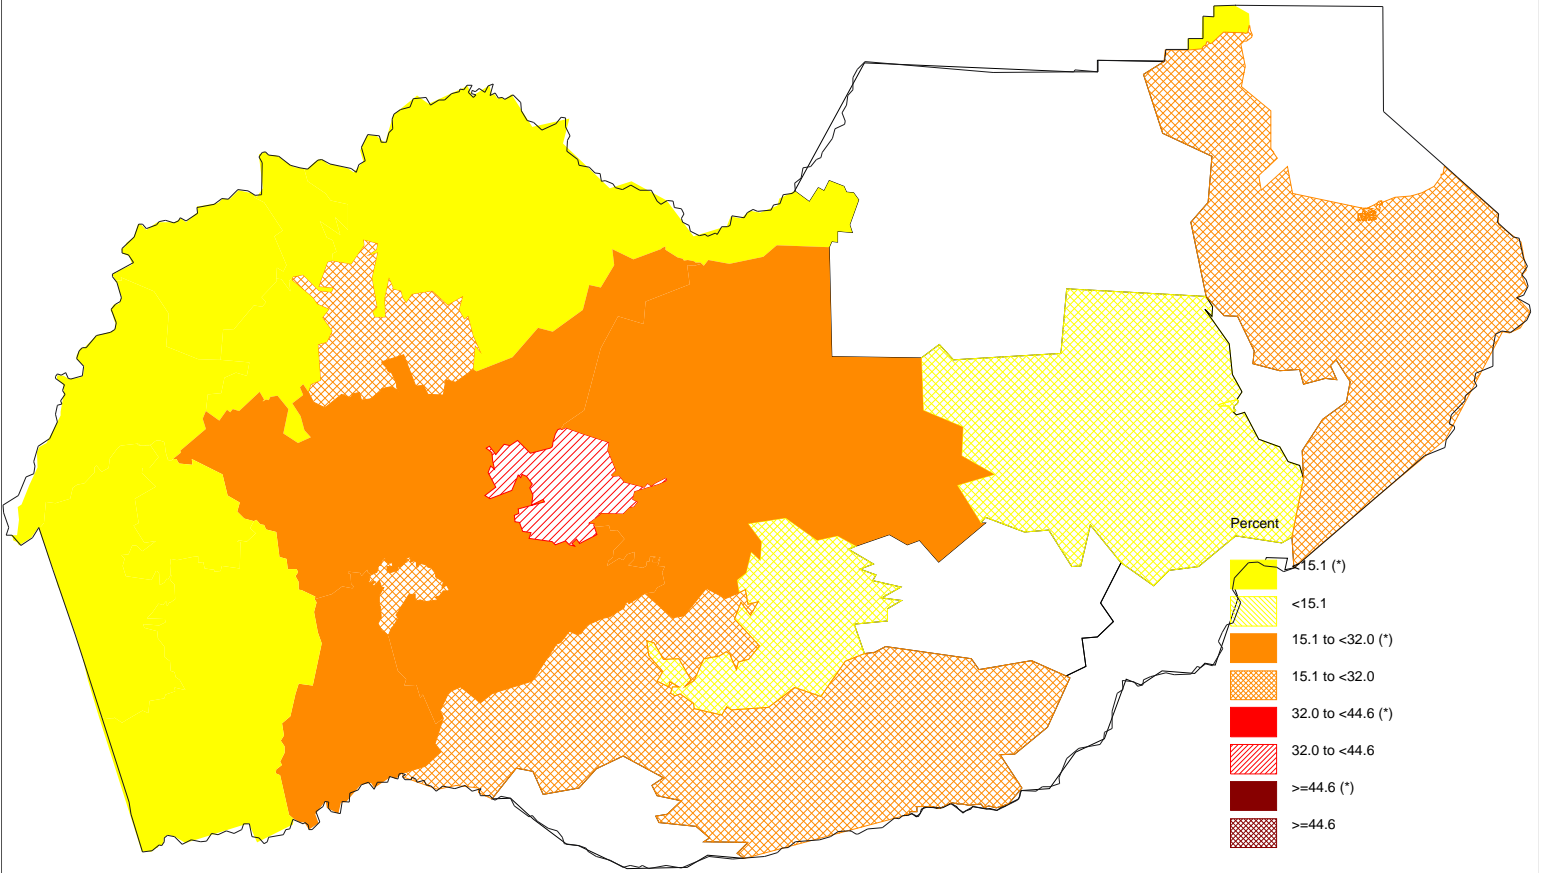 Percent
<15.1 (*)
<15.1
15.1 to <32.0 (*)
15.1 to <32.0
32.0 to <44.6 (*)
32.0 to <44.6
>=44.6 (*)
>=44.6